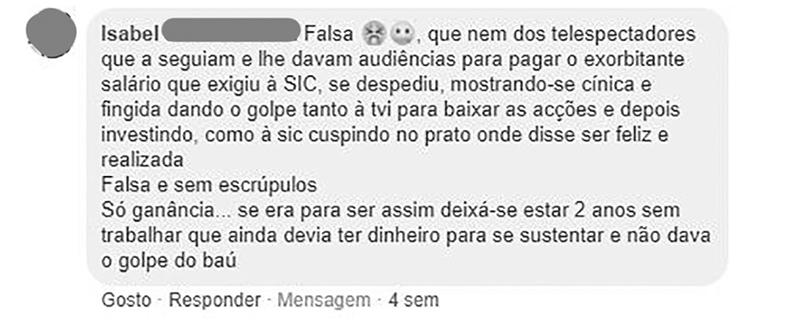 Isabel Falsa 😫😶, que nem dos telespectadores
que a seguiam e lhe davam audiências para pagar o exorbitante
salário que exigiu à SIC, se despediu, mostrando-se cínica e
fingida dando o golpe tanto à tvi para baixar as acções e depois
investindo, como à sic cuspindo no prato onde disse ser feliz e
realizada
Falsa e sem escrúpulos
Só ganância... se era para ser assim deixá-se estar 2 anos sem
trabalhar que ainda devia ter dinheiro para se sustentar e não dava
o golpe do baú
Gosto · Responder · Mensagem · 4 sem